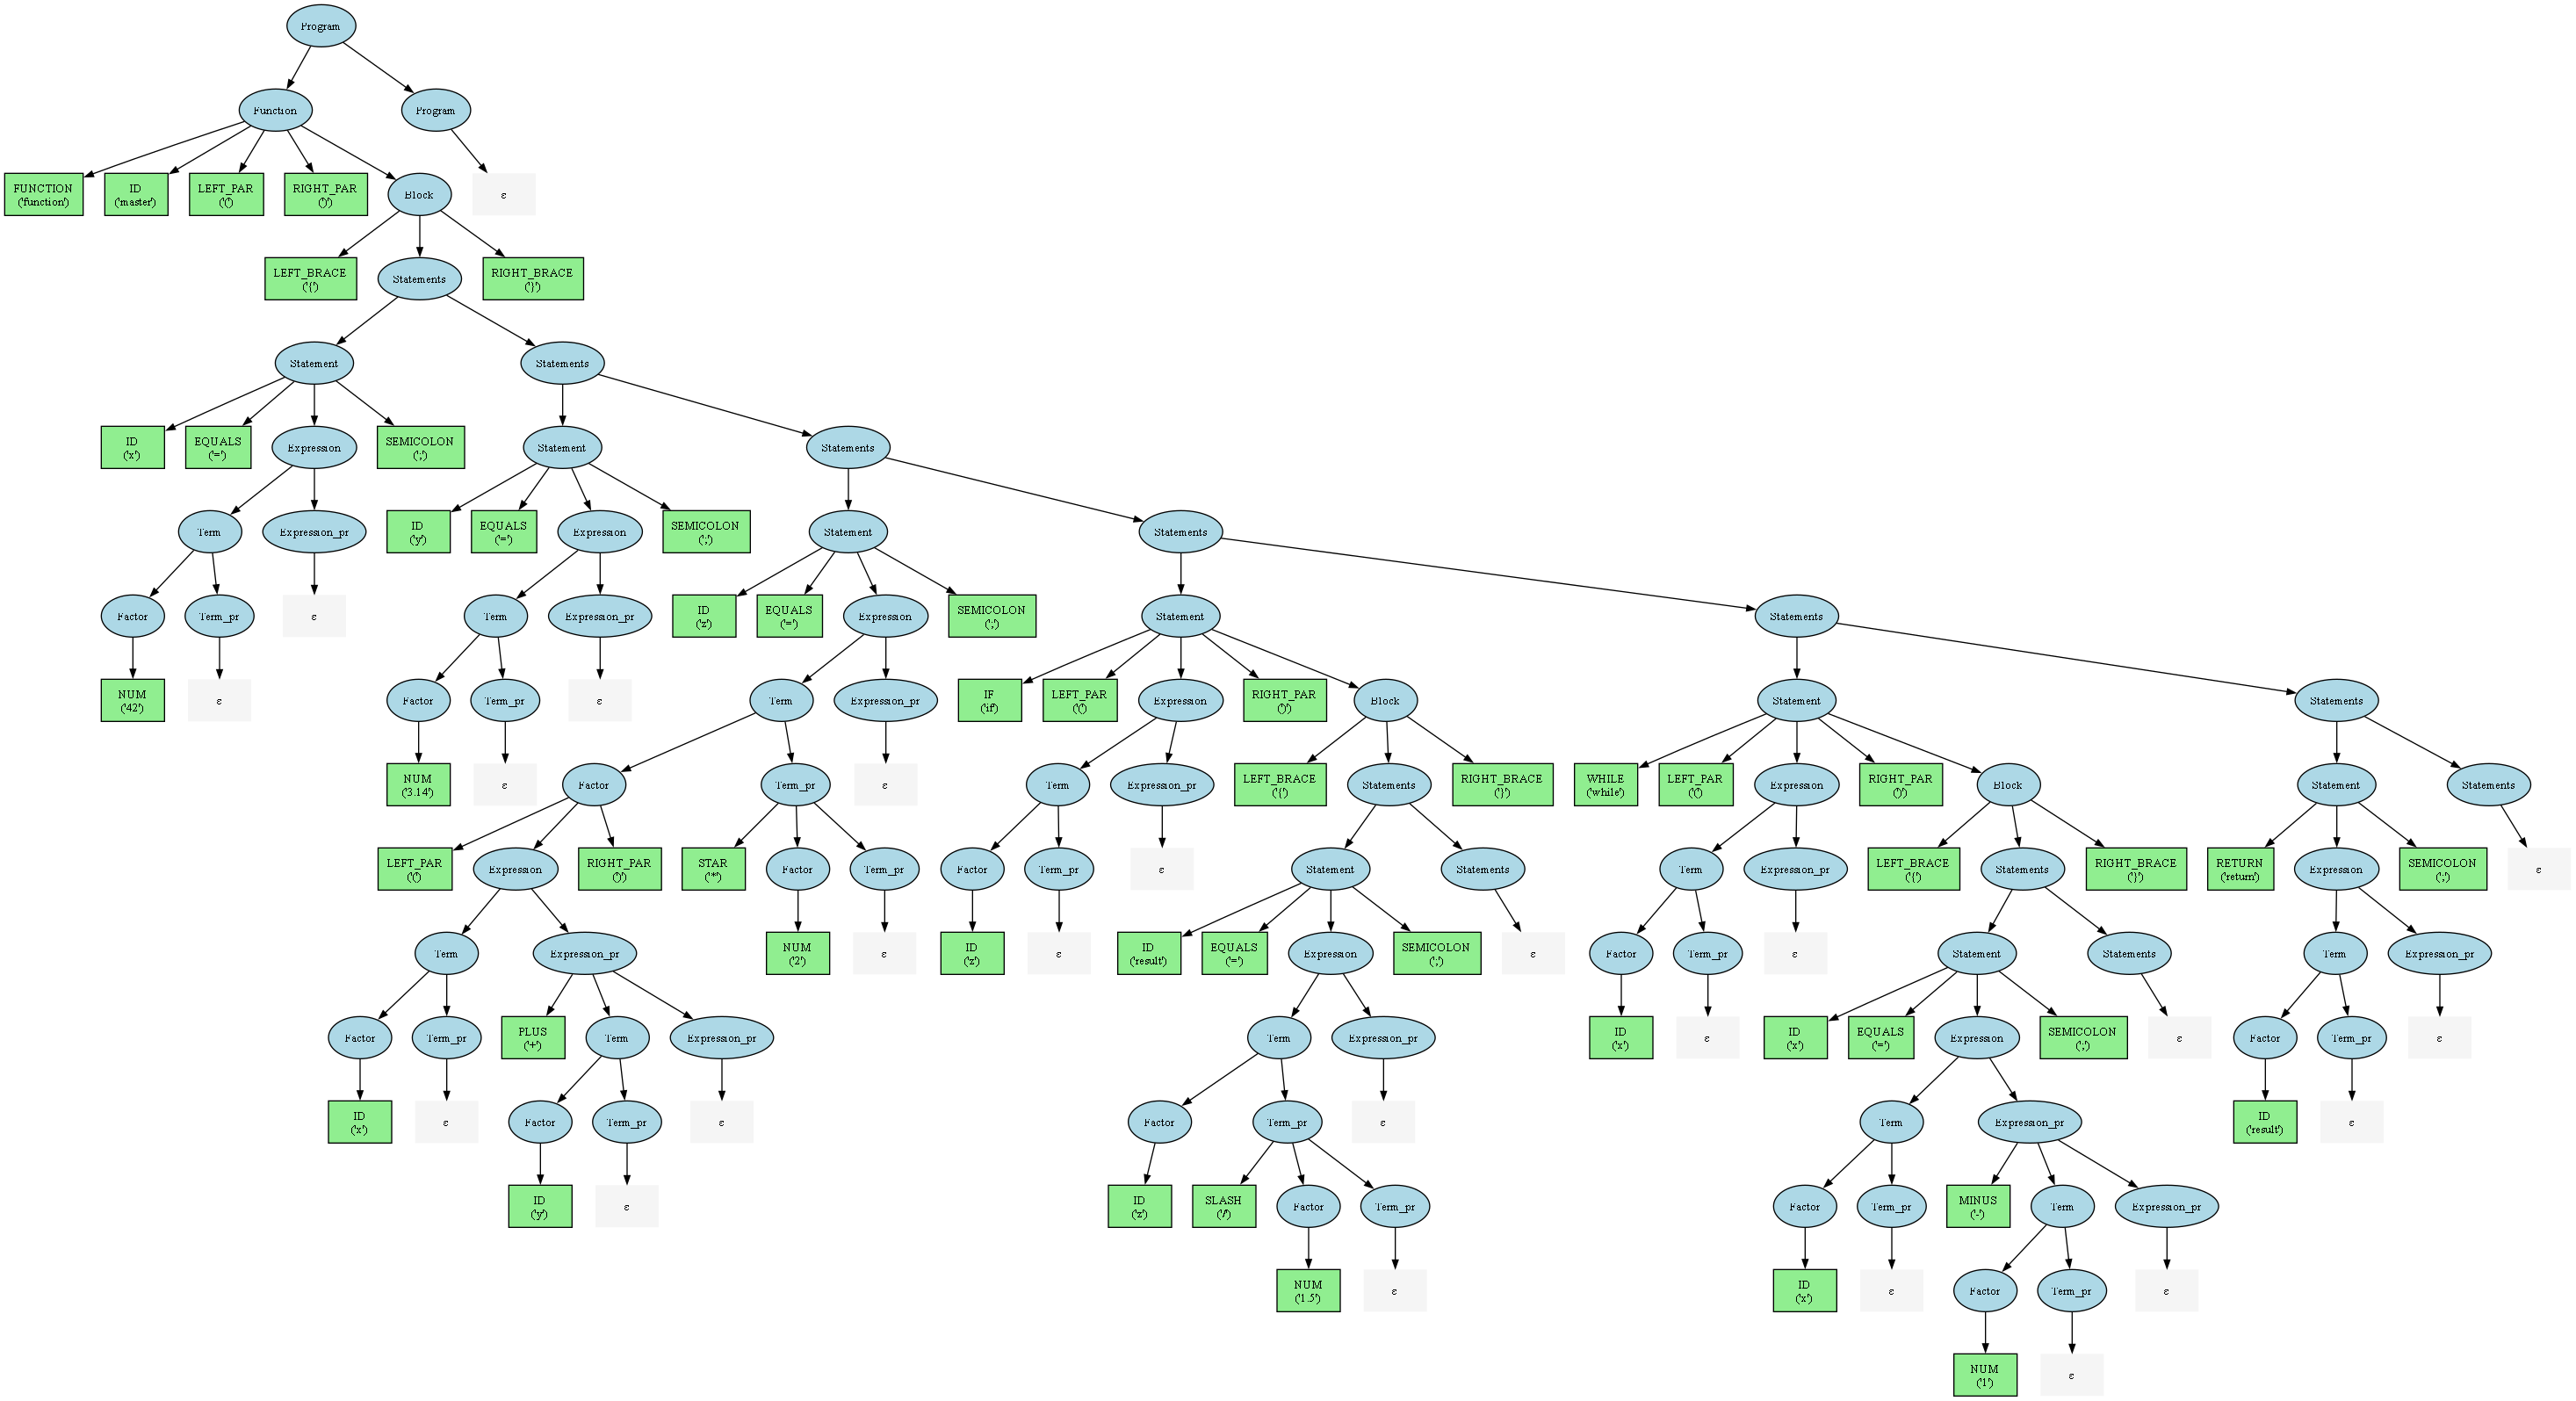 Program
Function
Program
FUNCTION
('function')
ID
('master')
LEFT_PAR
('(')
RIGHT_PAR
(')')
Block
ε
LEFT_BRACE
('{')
Statements
RIGHT_BRACE
('}')
Statement
Statements
ID
('x')
EQUALS
('=')
Expression
SEMICOLON
(';')
Statement
Statements
Term
Expression_pr
ID
('y')
EQUALS
('=')
Expression
SEMICOLON
(';')
Statement
Statements
Factor
Term_pr
ε
Term
Expression_pr
ID
('z')
EQUALS
('=')
Expression
SEMICOLON
(';')
Statement
Statements
NUM
('42')
ε
Factor
Term_pr
ε
Term
Expression_pr
IF
('if')
LEFT_PAR
('(')
Expression
RIGHT_PAR
(')')
Block
Statement
Statements
NUM
('3.14')
ε
Factor
Term_pr
ε
Term
Expression_pr
LEFT_BRACE
('{')
Statements
RIGHT_BRACE
('}')
WHILE
('while')
LEFT_PAR
('(')
Expression
RIGHT_PAR
(')')
Block
Statement
Statements
LEFT_PAR
('(')
Expression
RIGHT_PAR
(')')
STAR
('*')
Factor
Term_pr
Factor
Term_pr
ε
Statement
Statements
Term
Expression_pr
LEFT_BRACE
('{')
Statements
RIGHT_BRACE
('}')
RETURN
('return')
Expression
SEMICOLON
(';')
ε
Term
Expression_pr
NUM
('2')
ε
ID
('z')
ε
ID
('result')
EQUALS
('=')
Expression
SEMICOLON
(';')
ε
Factor
Term_pr
ε
Statement
Statements
Term
Expression_pr
Factor
Term_pr
PLUS
('+')
Term
Expression_pr
Term
Expression_pr
ID
('x')
ε
ID
('x')
EQUALS
('=')
Expression
SEMICOLON
(';')
ε
Factor
Term_pr
ε
ID
('x')
ε
Factor
Term_pr
ε
Factor
Term_pr
ε
Term
Expression_pr
ID
('result')
ε
ID
('y')
ε
ID
('z')
SLASH
('/')
Factor
Term_pr
Factor
Term_pr
MINUS
('-')
Term
Expression_pr
NUM
('1.5')
ε
ID
('x')
ε
Factor
Term_pr
ε
NUM
('1')
ε